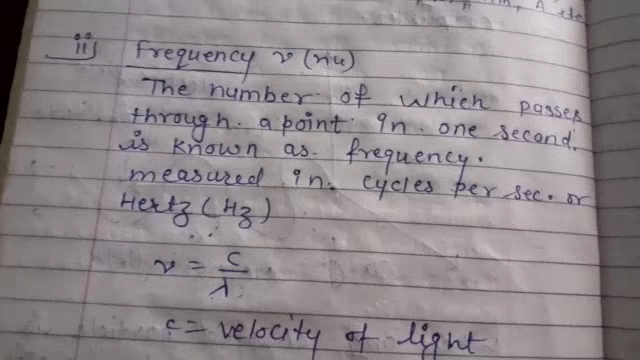 ii) Frequency ν (nu)
The number of which passes
through a point In one second.
is known as frequency.
measured In cycles per sec. or
Hertz (Hz)
∴
ν = c/λ
c = velocity of light